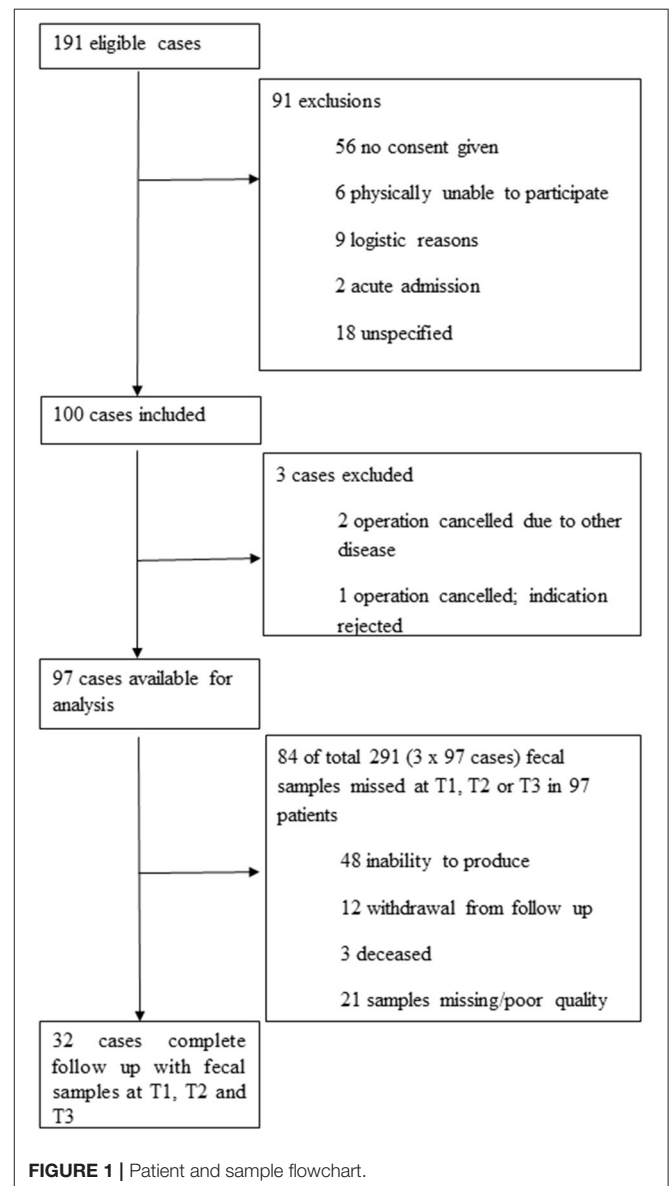 191 eligible cases
91 exclusions
56 no consent given
6 physically unable to participate
9 logistic reasons
2 acute admission
18 unspecified
100 cases included
3 cases excluded
2 operation cancelled due to other
disease
1 operation cancelled; indication
rejected
97 cases available for
analysis
84 of total 291 (3 x 97 cases) fecal
samples missed at T1, T2 or T3 in 97
patients
48 inability to produce
12 withdrawal from follow up
3 deceased
21 samples missing/poor quality
32 cases complete
follow up with fecal
samples at T1, T2 and
T3
FIGURE 1 | Patient and sample flowchart.